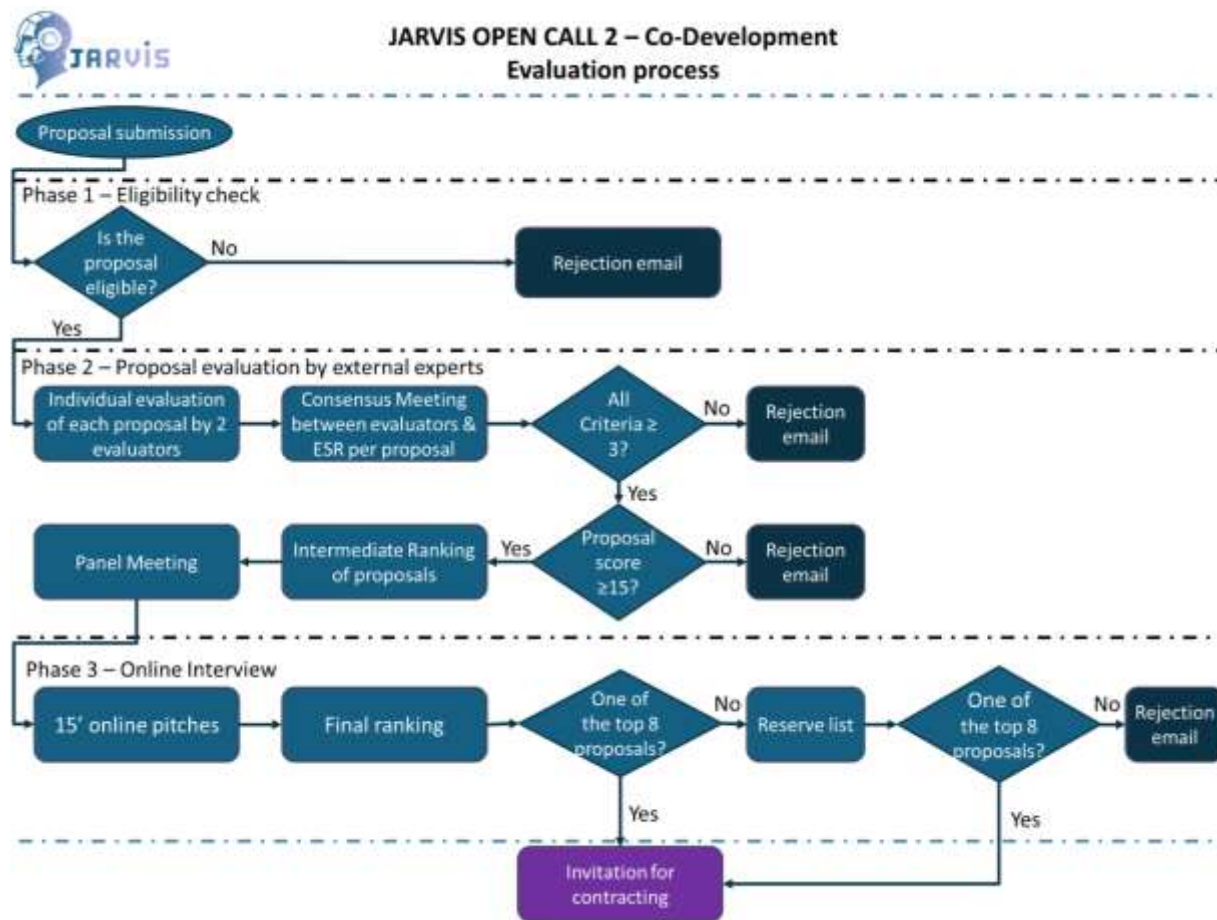 JARVIS
JARVIS OPEN CALL 2 – Co-Development
Evaluation process
Proposal submission
Phase 1 – Eligibility check
Is the
proposal
eligible?
No
Rejection email
Yes
Phase 2 – Proposal evaluation by external experts
Individual evaluation
of each proposal by 2
evaluators
Consensus Meeting
between evaluators &
ESR per proposal
All
Criteria ≥
3?
No
Rejection
email
Yes
Panel Meeting
Intermediate Ranking
of proposals
Yes
Proposal
score
≥15?
No
Rejection
email
Phase 3 – Online Interview
15’ online pitches
Final ranking
One of
the top 8
proposals?
No
Reserve list
One of
the top 8
proposals?
No
Rejection
email
Yes
Yes
Invitation for
contracting